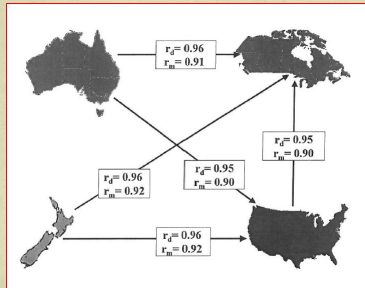 r_d= 0.96
r_m= 0.91
r_d= 0.95
r_m= 0.90
r_d= 0.96
r_m= 0.92
r_d= 0.95
r_m= 0.90
r_d= 0.96
r_m= 0.92